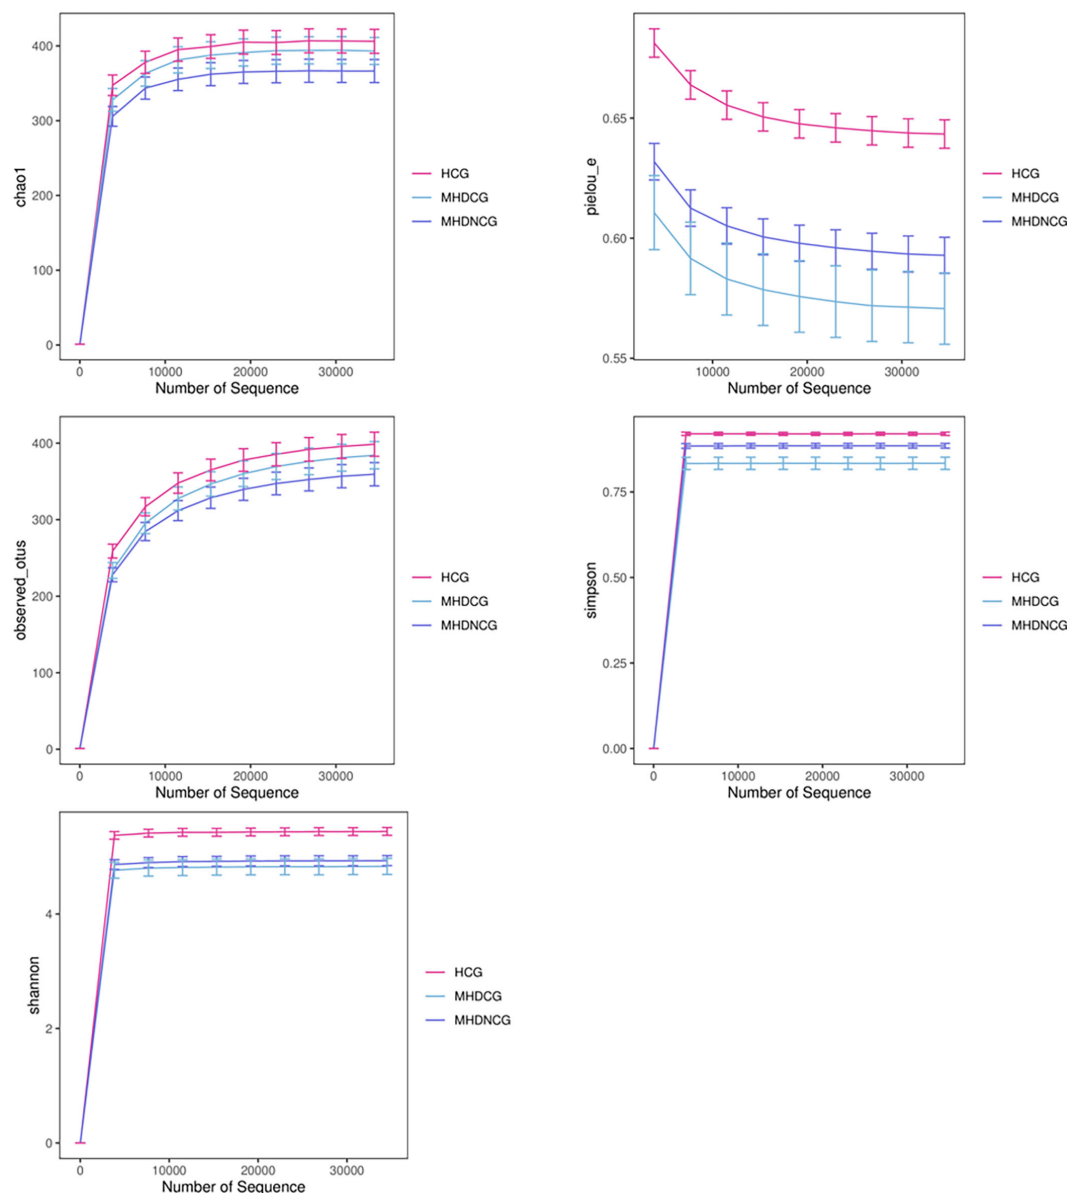 chao1
400
300
200
100
0
0 10000 20000 30000
Number of Sequence
HCG
MHDCG
MHDNCG
pielou_e
0.65
0.60
0.55
10000 20000 30000
Number of Sequence
HCG
MHDCG
MHDNCG
observed_otus
400
300
200
100
0
0 10000 20000 30000
Number of Sequence
HCG
MHDCG
MHDNCG
simpson
0.75
0.50
0.25
0.00
0 10000 20000 30000
Number of Sequence
HCG
MHDCG
MHDNCG
shannon
4
2
0
0 10000 20000 30000
Number of Sequence
HCG
MHDCG
MHDNCG